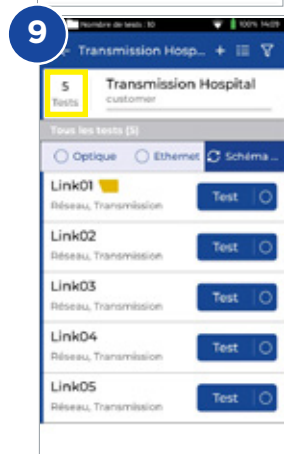 9
Nombre de tests : 10 100% 14:09
← Transmission Hosp... +
5 Tests
Transmission Hospital
customer
Tous les tests (5)
Optique Ethernet Schéma ...
Link01 Test
Réseau, Transmission
Link02 Test
Réseau, Transmission
Link03 Test
Réseau, Transmission
Link04 Test
Réseau, Transmission
Link05 Test
Réseau, Transmission